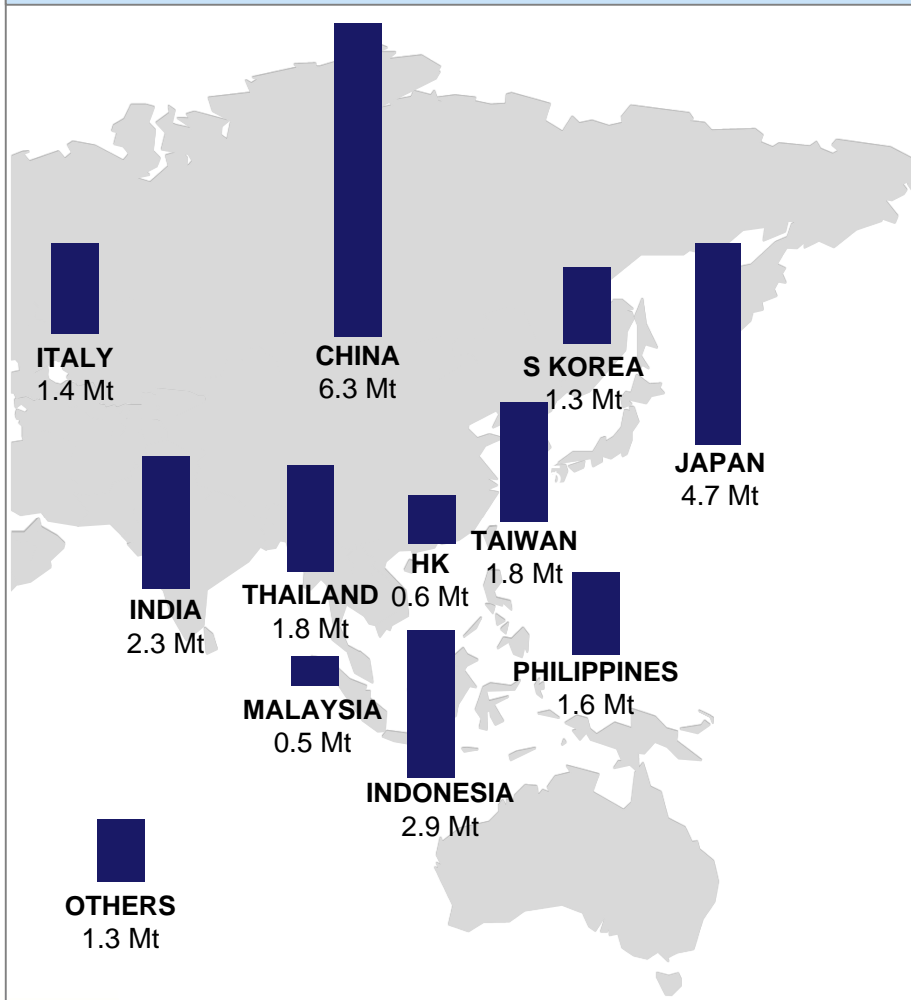 ITALY
1.4 Mt
CHINA
6.3 Mt
S KOREA
1.3 Mt
JAPAN
4.7 Mt
TAIWAN
1.8 Mt
HK
0.6 Mt
THAILAND
1.8 Mt
INDIA
2.3 Mt
PHILIPPINES
1.6 Mt
MALAYSIA
0.5 Mt
INDONESIA
2.9 Mt
OTHERS
1.3 Mt